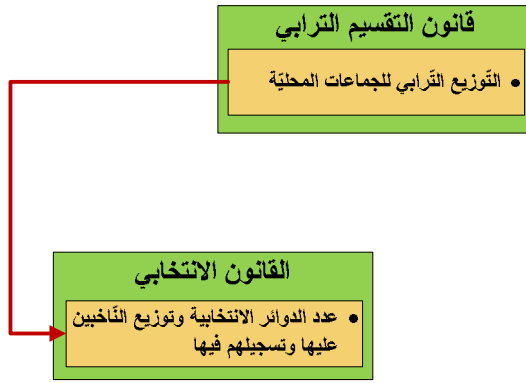 قانون التقسيم الترابي
• التّوزيع التّرابي للجماعات المحليّة
القانون الانتخابي
• عدد الدوائر الانتخابية وتوزيع النّاخبين
عليها وتسجيلهم فيها